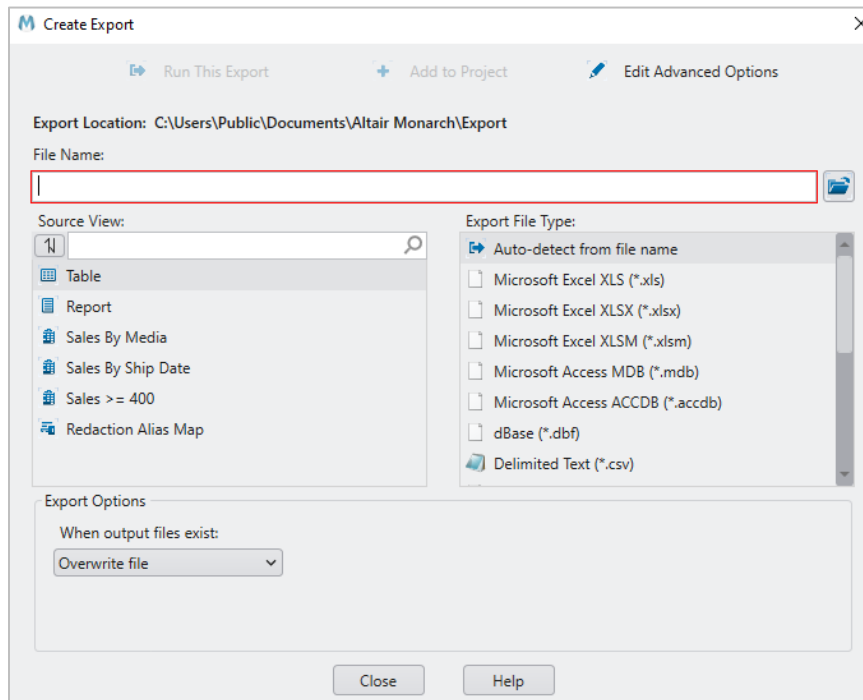 Create Export
Run This Export
Add to Project
Edit Advanced Options
Export Location: C:\Users\Public\Documents\Altair Monarch\Export
File Name:
Source View:
Table
Report
Sales By Media
Sales By Ship Date
Sales >= 400
Redaction Alias Map
Export File Type:
Auto-detect from file name
Microsoft Excel XLS (*.xls)
Microsoft Excel XLSX (*.xlsx)
Microsoft Excel XLSM (*.xlsm)
Microsoft Access MDB (*.mdb)
Microsoft Access ACCDB (*.accdb)
dBase (*.dbf)
Delimited Text (*.csv)
Export Options
When output files exist:
Overwrite file
Close
Help